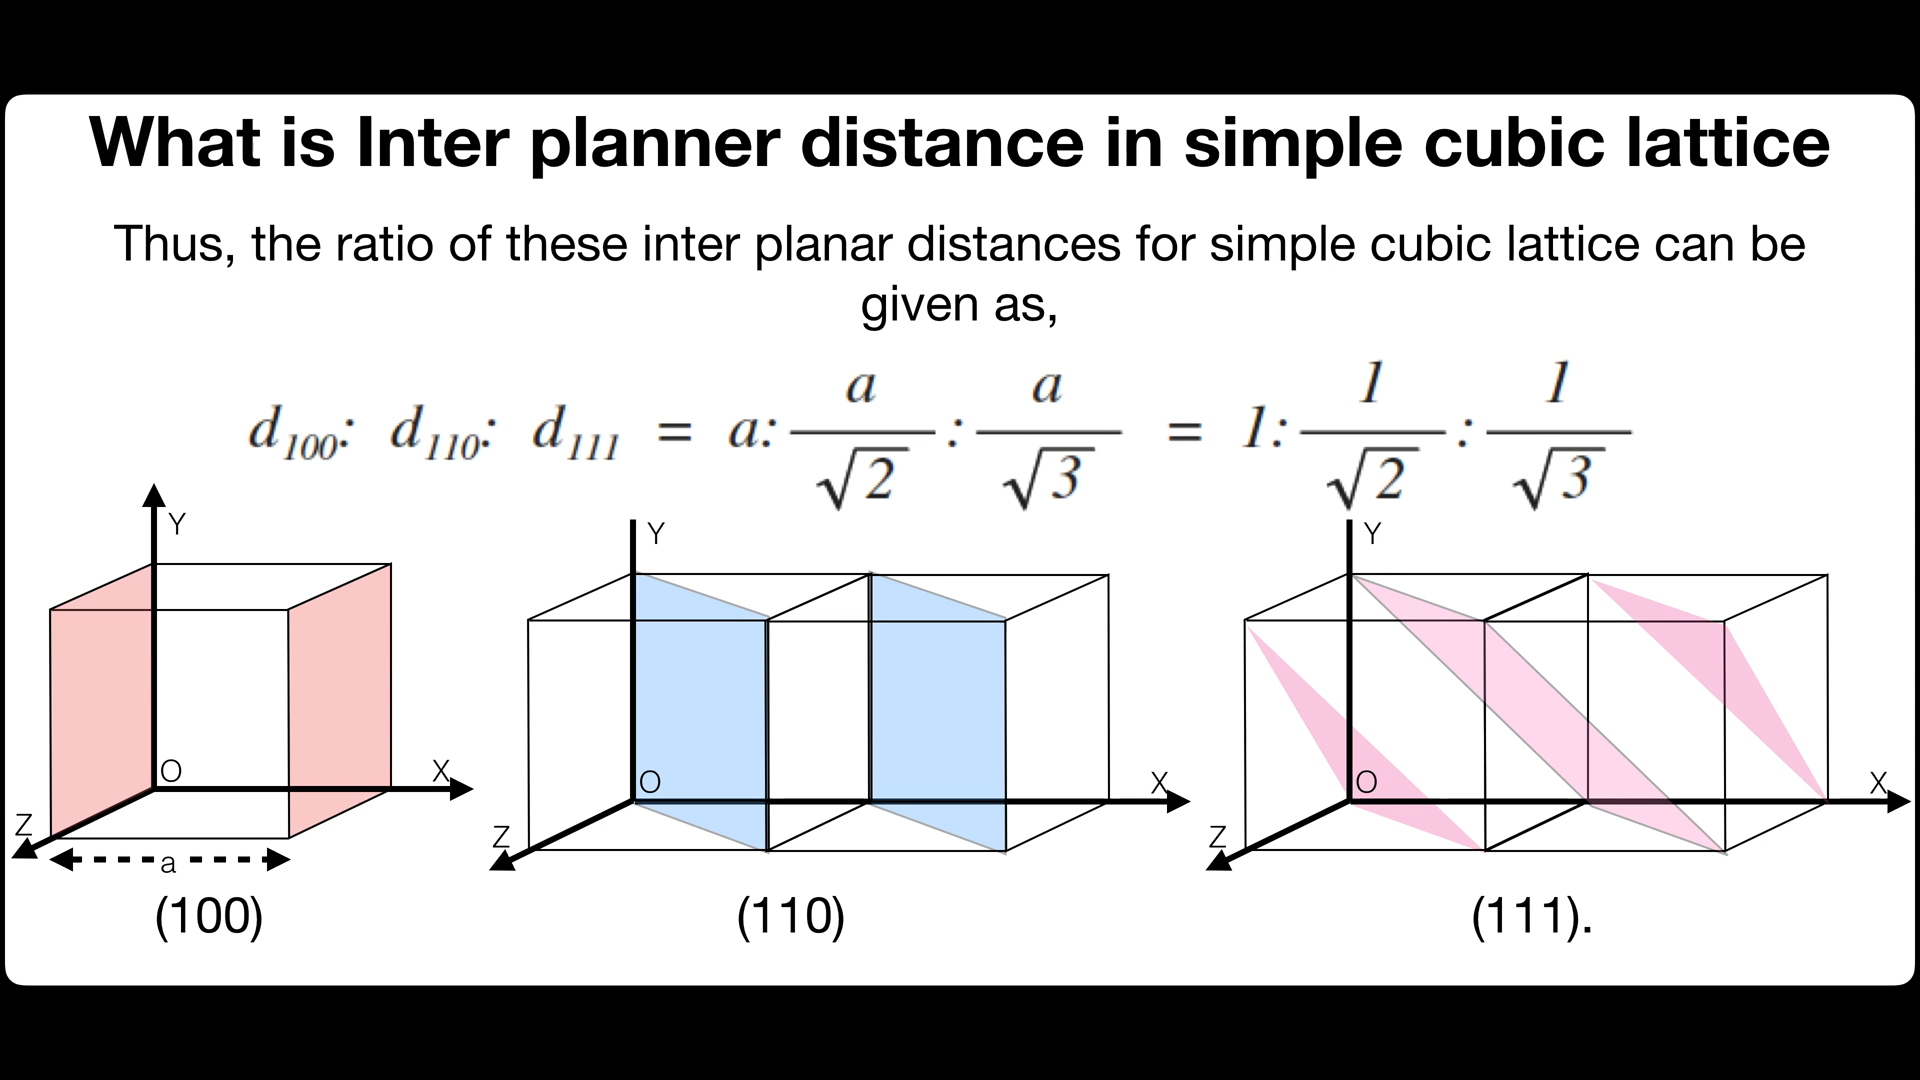 What is Inter planner distance in simple cubic lattice
Thus, the ratio of these inter planar distances for simple cubic lattice can be
given as,
d₁₀₀: d₁₁₀: d₁₁₁ = a: a/√2 : a/√3 = 1: 1/√2 : 1/√3
Y
O
X
Z
a
(100)
Y
O
X
Z
(110)
Y
O
X
Z
(111).